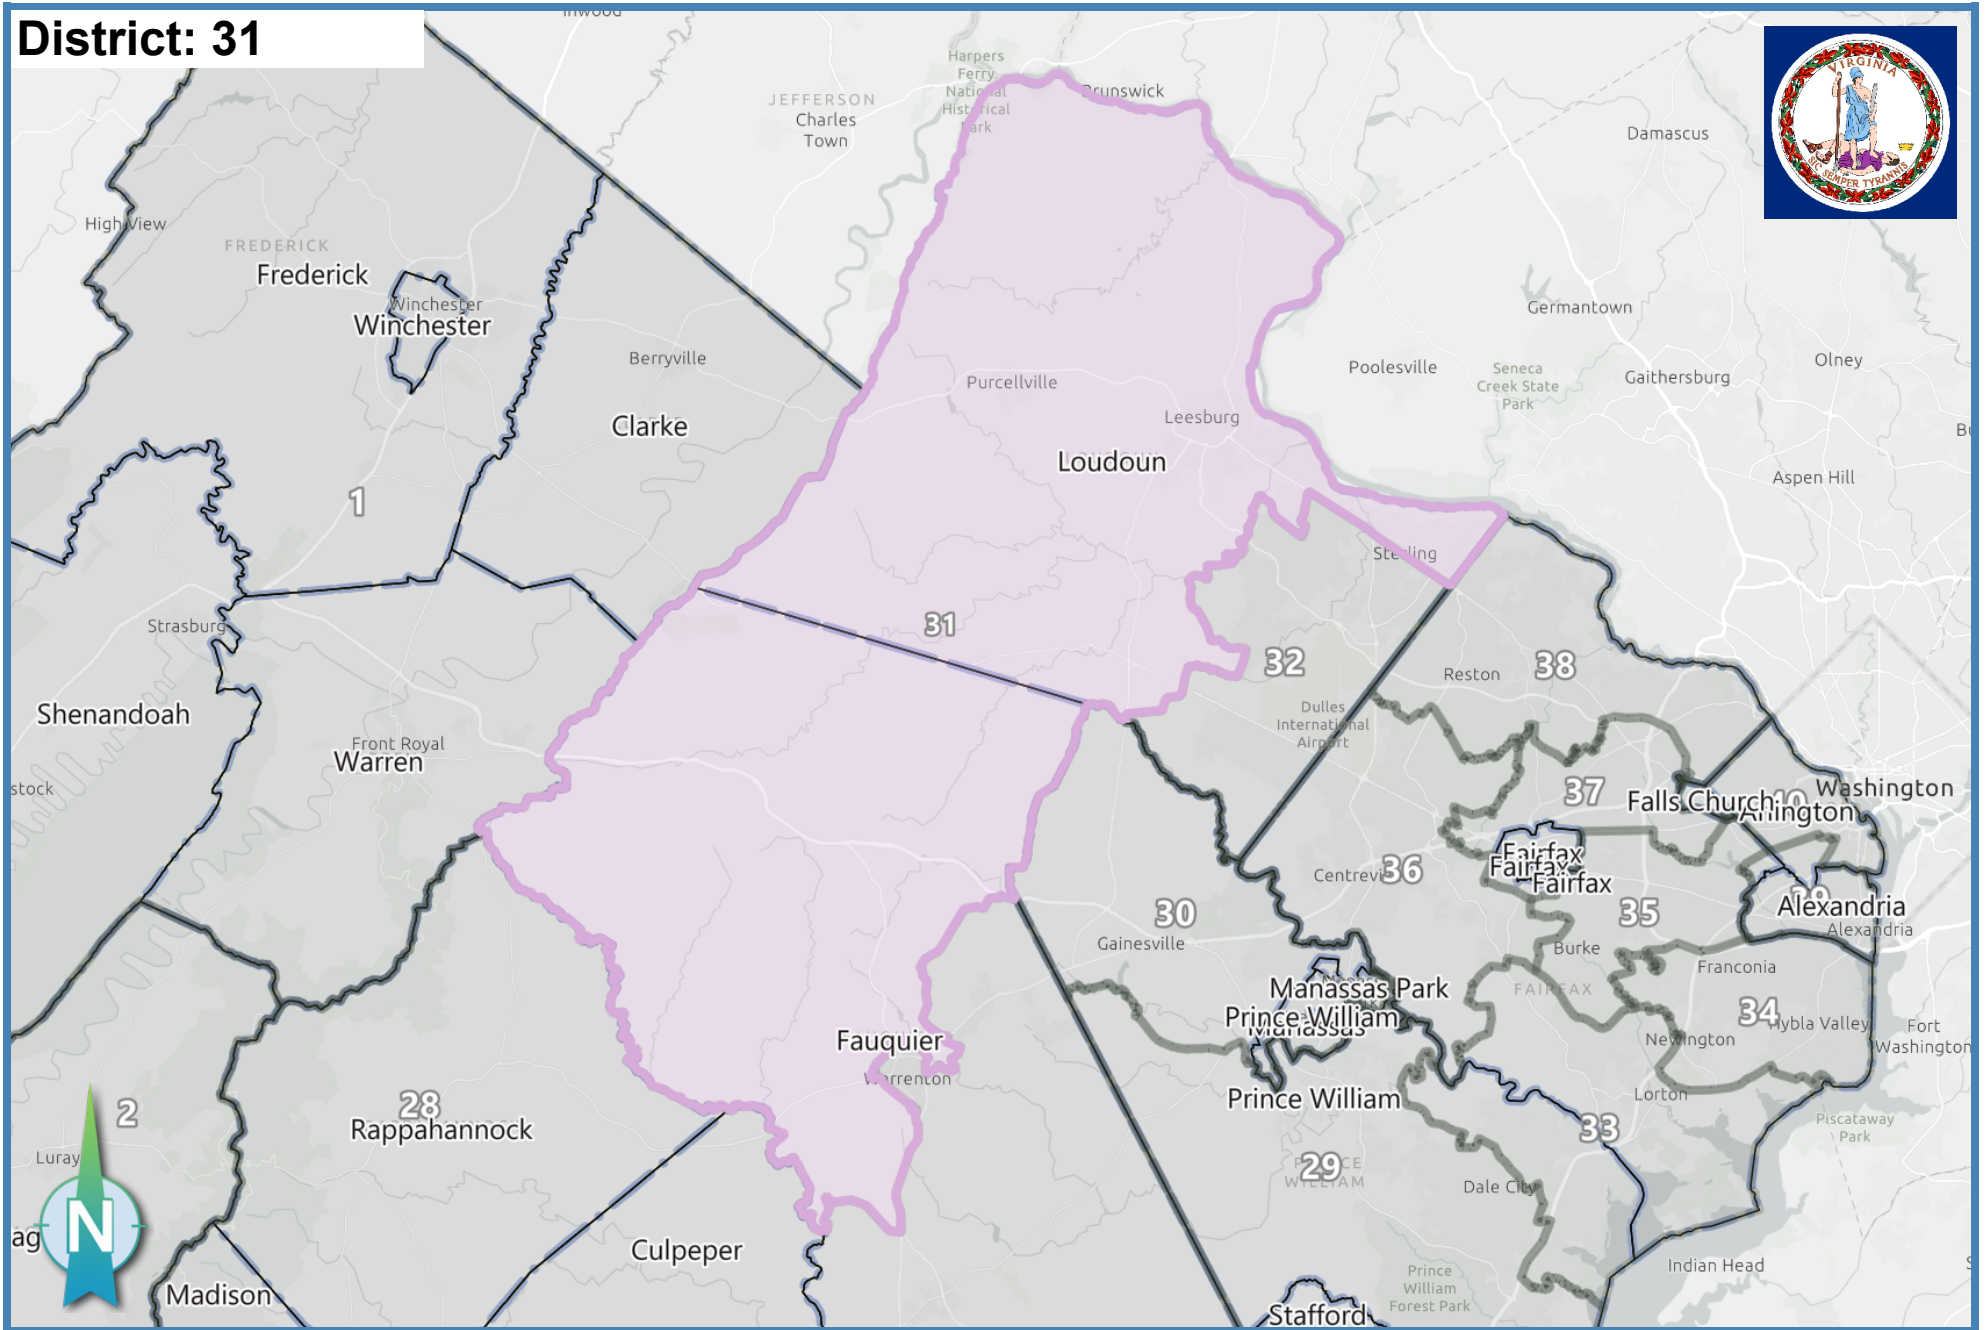 District: 31
Inwood
Harpers
Ferry
National
Historical
Park
Brunswick
JEFFERSON
Charles
Town
Damascus
VIRGINIA
SIC SEMPER TYRANNIS
High View
FREDERICK
Frederick
Winchester
Winchester
Berryville
Clarke
Purcellville
Leesburg
Loudoun
Germantown
Poolesville
Seneca
Creek State
Park
Gaithersburg
Olney
Aspen Hill
1
Sterling
Strasburg
31
32
Reston
38
Shenandoah
Front Royal
Warren
Dulles
International
Airport
stock
37
Falls Church
Arlington
Washington
Fairfax
Fairfax
Fairfax
36
30
35
Gainesville
Burke
Alexandria
Alexandria
Franconia
FAIRFAX
Manassas Park
Prince William
Manassas
34
Hybla Valley
Newington
Fort
Washington
Fauquier
Warrenton
Prince William
Lorton
2
28
Rappahannock
33
Piscataway
Park
Luray
29
PRINCE
WILLIAM
Dale City
N
Culpeper
Madison
Indian Head
Prince
William
Forest Park
Stafford